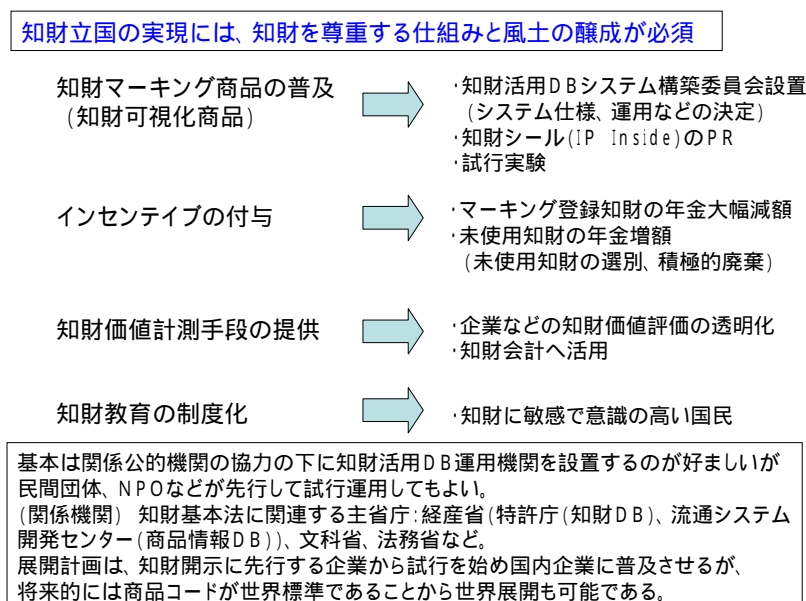 知財立国の実現には、知財を尊重する仕組みと風土の醸成が必須
知財マーキング商品の普及
(知財可視化商品)
・知財活用DBシステム構築委員会設置
(システム仕様、運用などの決定)
・知財シール(IP Inside)のPR
・試行実験
インセンテイブの付与
・マーキング登録知財の年金大幅減額
・未使用知財の年金増額
(未使用知財の選別、積極的廃棄)
知財価値計測手段の提供
・企業などの知財価値評価の透明化
・知財会計へ活用
知財教育の制度化
・知財に敏感で意識の高い国民
基本は関係公的機関の協力の下に知財活用DB運用機関を設置するのが好ましいが
民間団体、NPOなどが先行して試行運用してもよい。
(関係機関) 知財基本法に関連する主省庁:経産省(特許庁(知財DB)、流通システム
開発センター(商品情報DB))、文科省、法務省など。
展開計画は、知財開示に先行する企業から試行を始め国内企業に普及させるが、
将来的には商品コードが世界標準であることから世界展開も可能である。